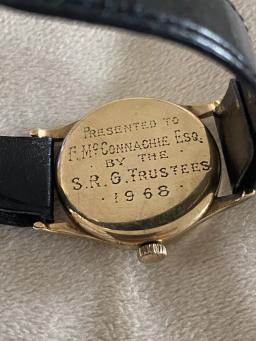 PRESENTED TO
F. McCONNACHIE ESQ.
BY THE
S.R.G. TRUSTEES
1968